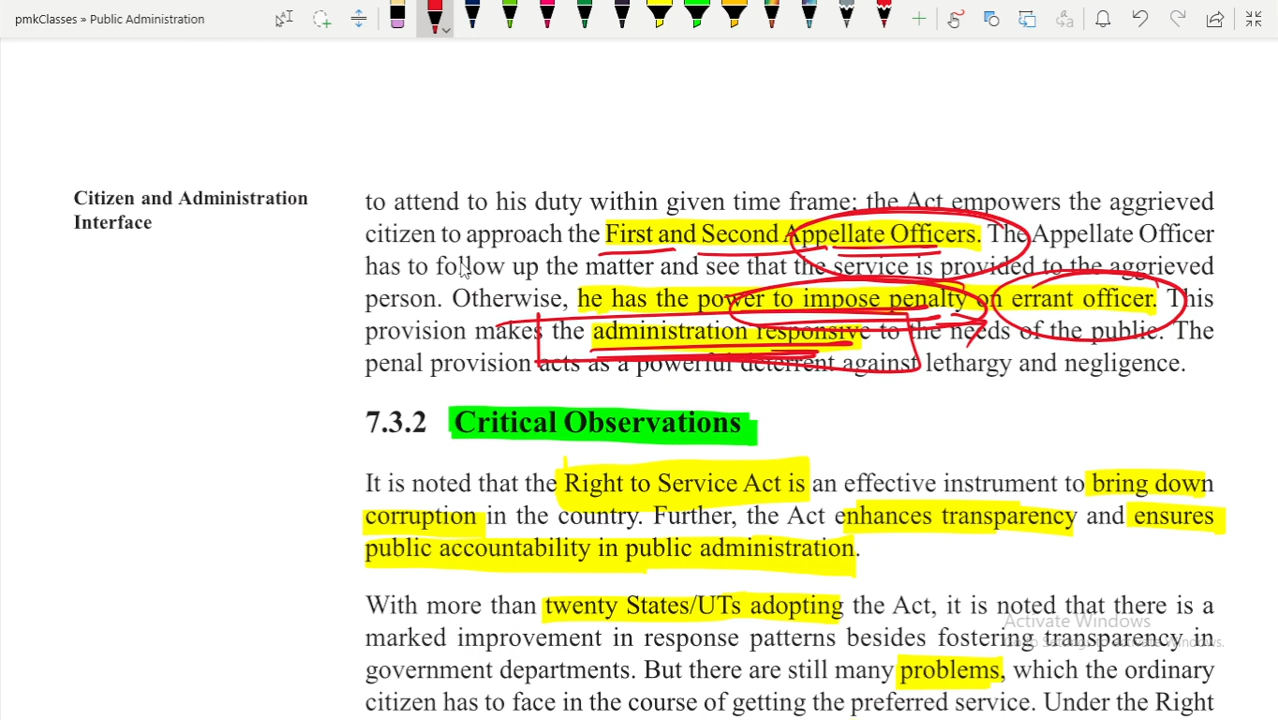 pmkClasses » Public Administration
Citizen and Administration
Interface
to attend to his duty within given time frame; the Act empowers the aggrieved
citizen to approach the First and Second Appellate Officers. The Appellate Officer
has to follow up the matter and see that the service is provided to the aggrieved
person. Otherwise, he has the power to impose penalty on errant officer. This
provision makes the administration responsive to the needs of the public. The
penal provision acts as a powerful deterrent against lethargy and negligence.
7.3.2 Critical Observations
It is noted that the Right to Service Act is an effective instrument to bring down
corruption in the country. Further, the Act enhances transparency and ensures
public accountability in public administration.
With more than twenty States/UTs adopting the Act, it is noted that there is a
marked improvement in response patterns besides fostering transparency in
government departments. But there are still many problems, which the ordinary
citizen has to face in the course of getting the preferred service. Under the Right
Activate Windows